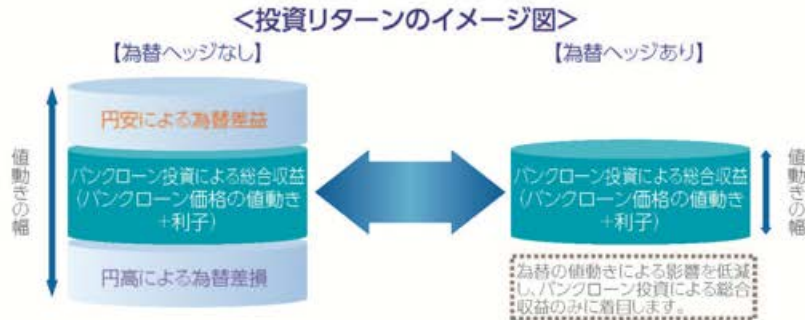 ＜投資リターンのイメージ図＞
【為替ヘッジなし】
【為替ヘッジあり】
値動きの幅
円安による為替差益
バンクローン投資による総合収益
(バンクローン価格の値動き
+利子)
円高による為替差損
バンクローン投資による総合収益
(バンクローン価格の値動き
+利子)
値動きの幅
為替の値動きによる影響を低減
し、バンクローン投資による総合
収益のみに着目します。